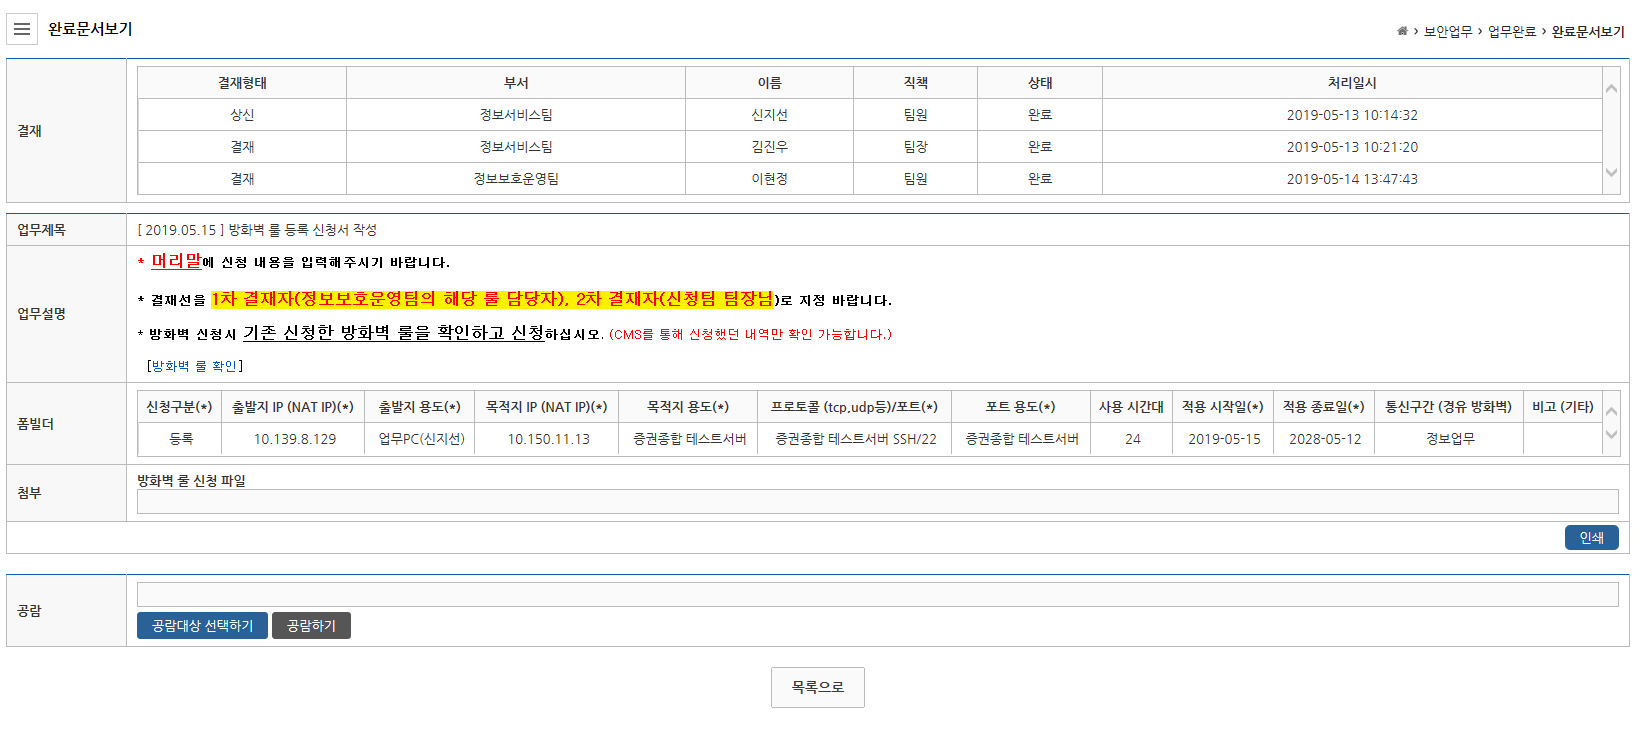 완료문서보기
보안업무 › 업무완료 › 완료문서보기
결재
결재형태 부서 이름 직책 상태 처리일시
상신 정보서비스팀 신지선 팀원 완료 2019-05-13 10:14:32
결재 정보서비스팀 김진우 팀장 완료 2019-05-13 10:21:20
결재 정보보호운영팀 이현정 팀원 완료 2019-05-14 13:47:43
업무제목 [ 2019.05.15 ] 방화벽 룰 등록 신청서 작성
업무설명
* 머리말에 신청 내용을 입력해주시기 바랍니다.
* 결재선을 1차 결재자(정보보호운영팀의 해당 룰 담당자), 2차 결재자(신청팀 팀장님)로 지정 바랍니다.
* 방화벽 신청시 기존 신청한 방화벽 룰을 확인하고 신청하십시오. (CMS를 통해 신청했던 내역만 확인 가능합니다.)
[방화벽 룰 확인]
폼빌더
신청구분(*) 출발지 IP (NAT IP)(*) 출발지 용도(*) 목적지 IP (NAT IP)(*) 목적지 용도(*) 프로토콜 (tcp,udp등)/포트(*) 포트 용도(*) 사용 시간대 적용 시작일(*) 적용 종료일(*) 통신구간 (경유 방화벽) 비고 (기타)
등록 10.139.8.129 업무PC(신지선) 10.150.11.13 증권종합 테스트서버 증권종합 테스트서버 SSH/22 증권종합 테스트서버 24 2019-05-15 2028-05-12 정보업무
첨부
방화벽 룰 신청 파일
인쇄
공람
공람대상 선택하기 공람하기
목록으로